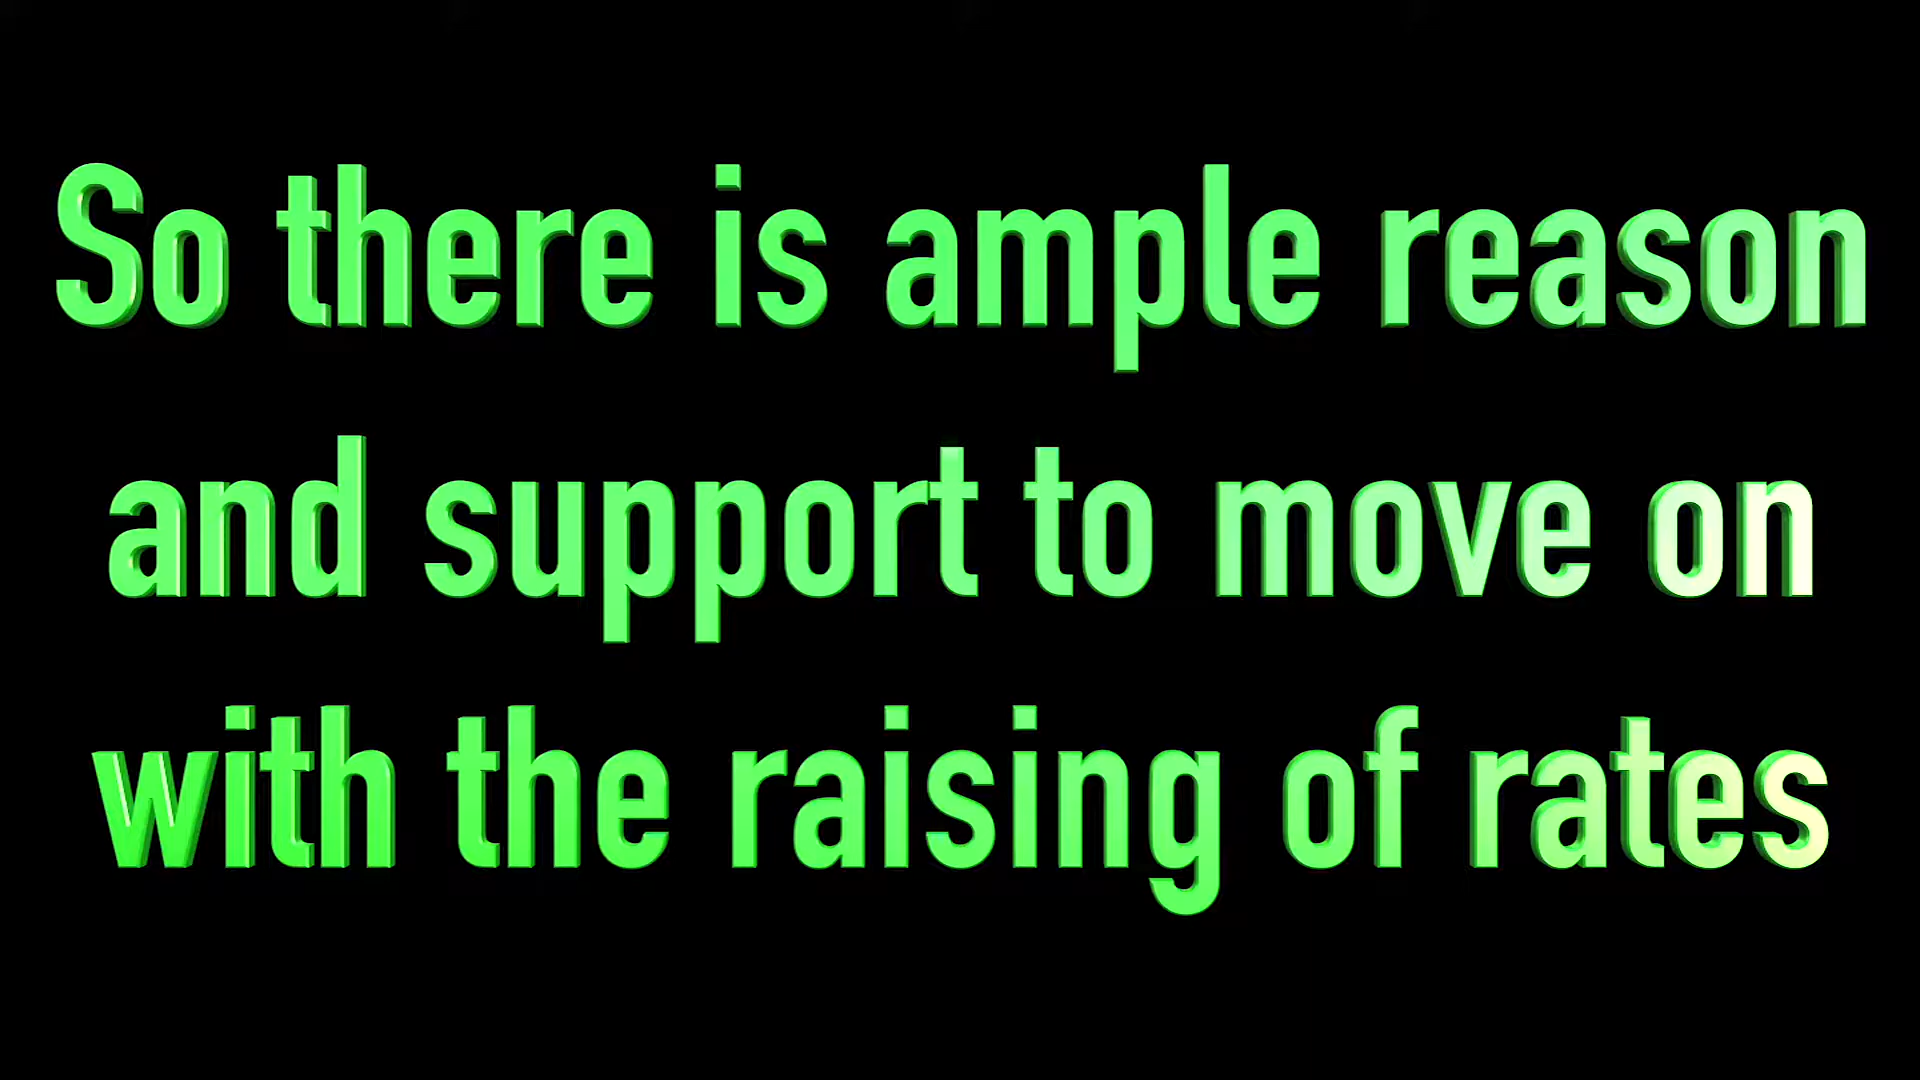 So there is ample reason
and support to move on
with the raising of rates